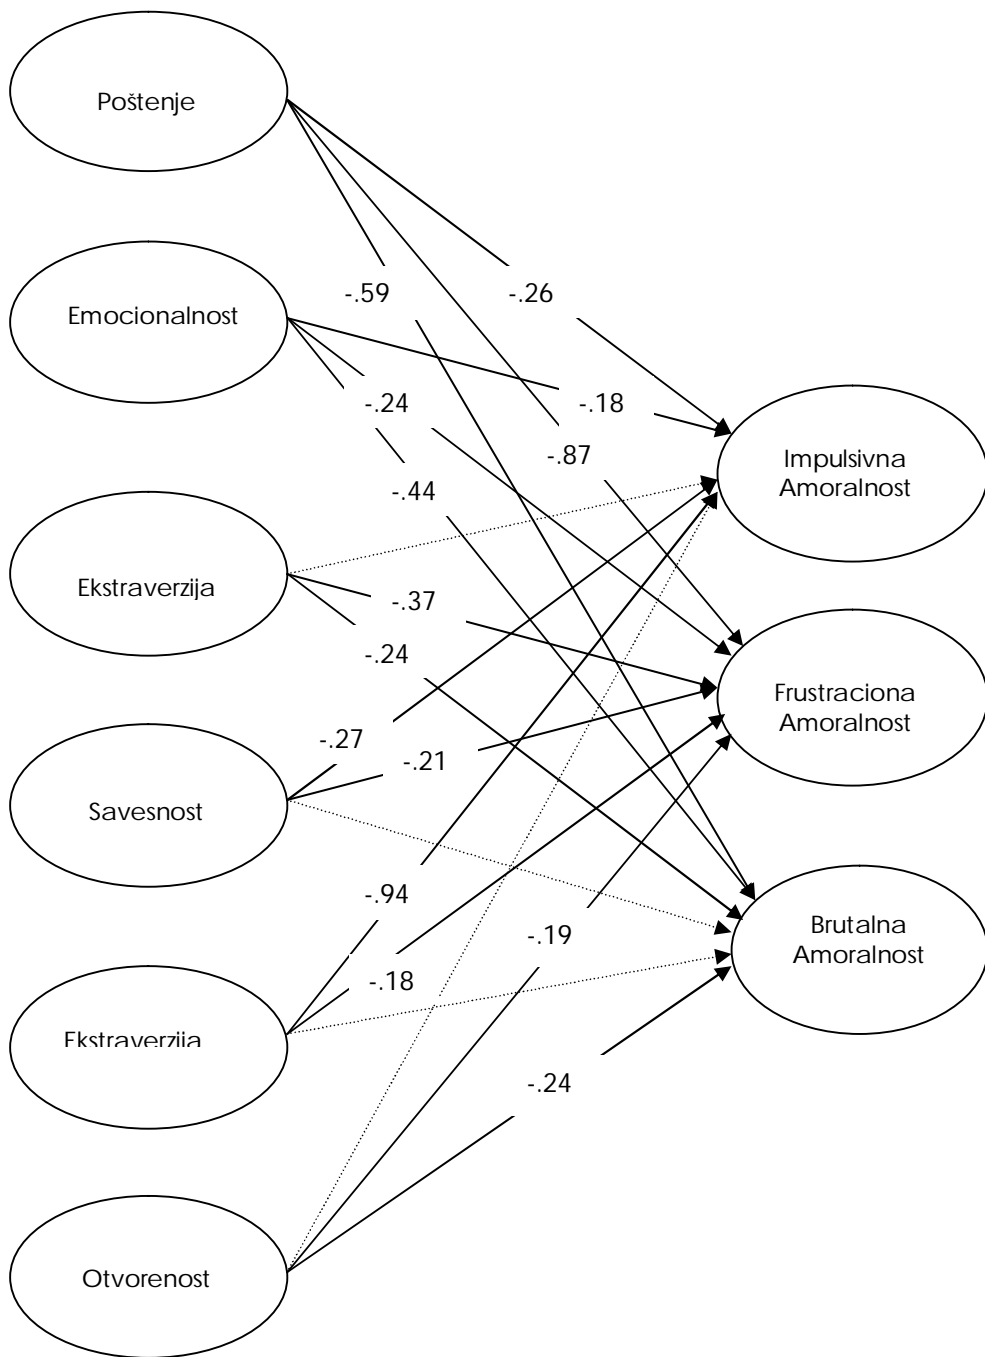 Poštenje
-.59
-.26
Emocionalnost
-.24
-.18
-.87
Impulsivna
Amoralnost
-.44
Ekstraverzija
-.37
-.24
Frustraciona
Amoralnost
-.27
-.21
Savesnost
-.94
-.19
Brutalna
Amoralnost
-.18
Ekstraverzija
-.24
Otvorenost